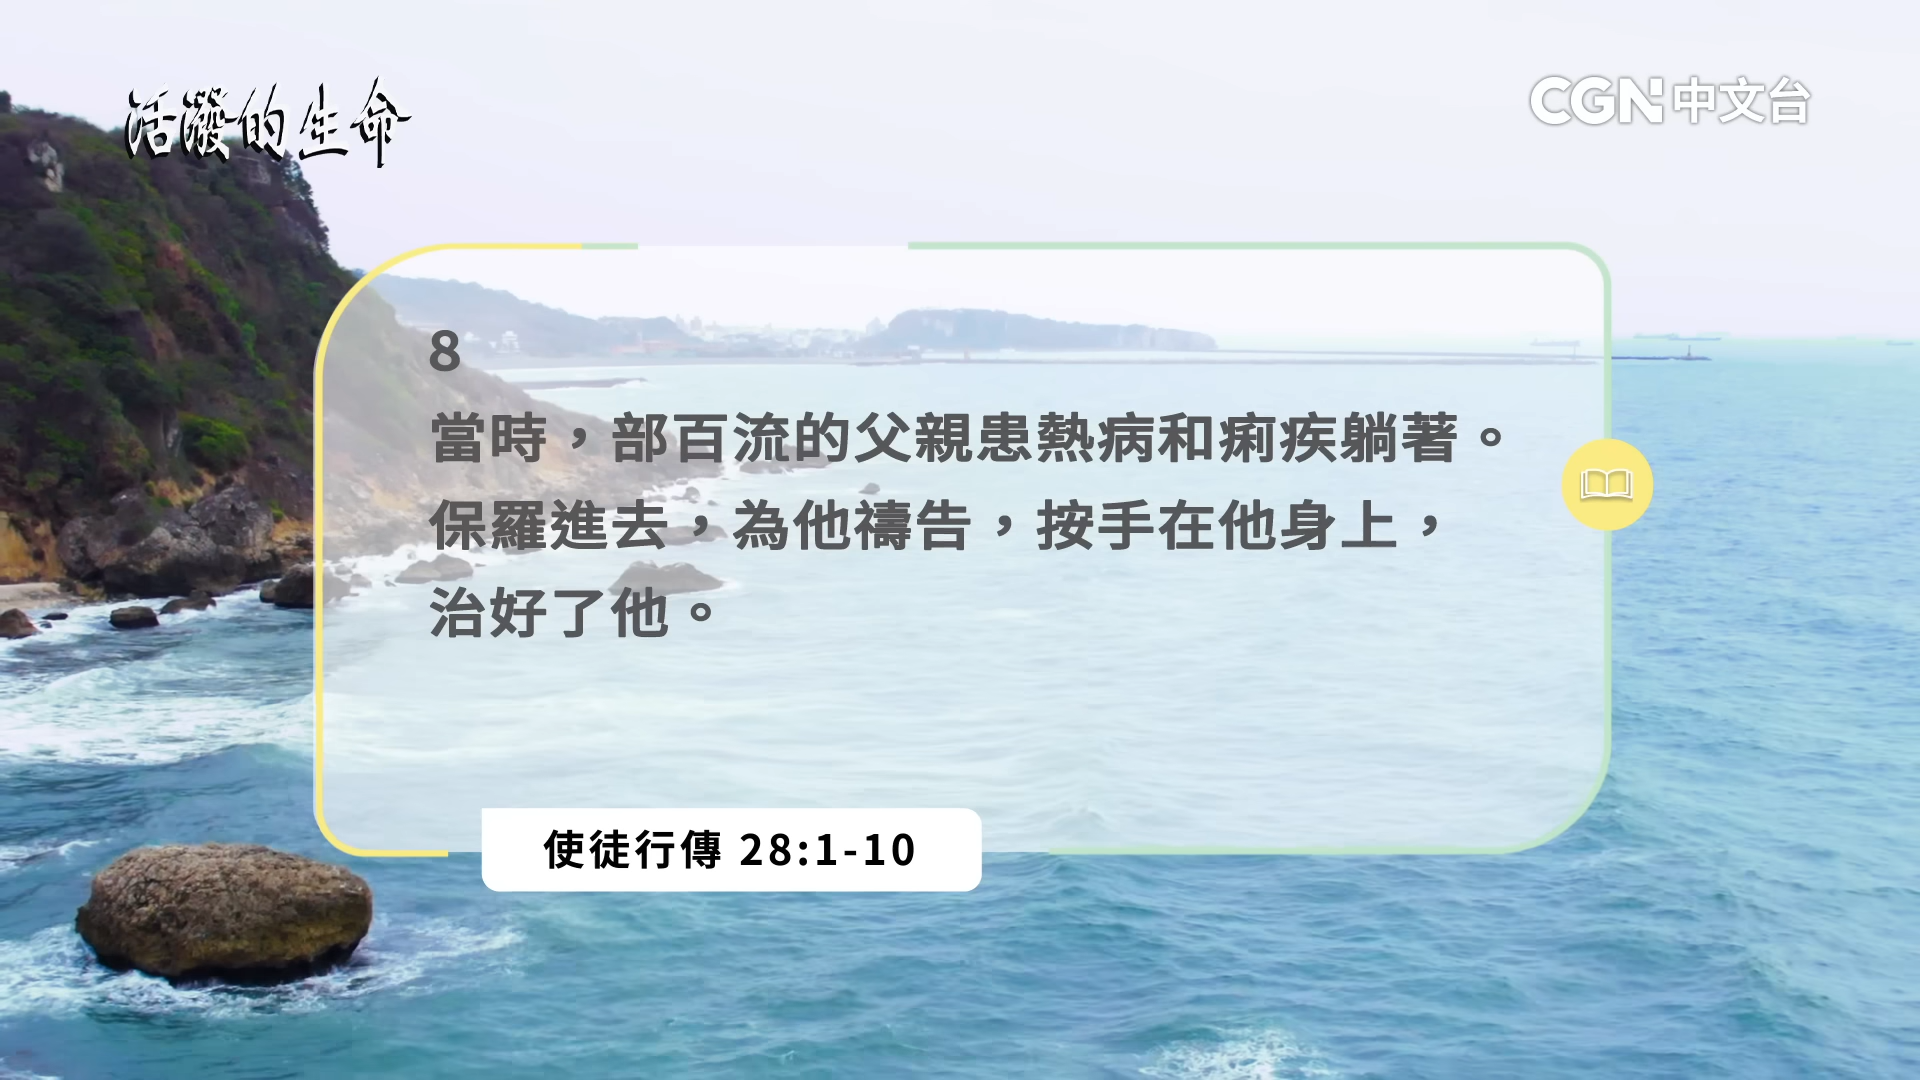 活潑的生命
CGN中文台
8
當時，部百流的父親患熱病和痢疾躺著。
保羅進去，為他禱告，按手在他身上，
治好了他。
使徒行傳 28:1-10